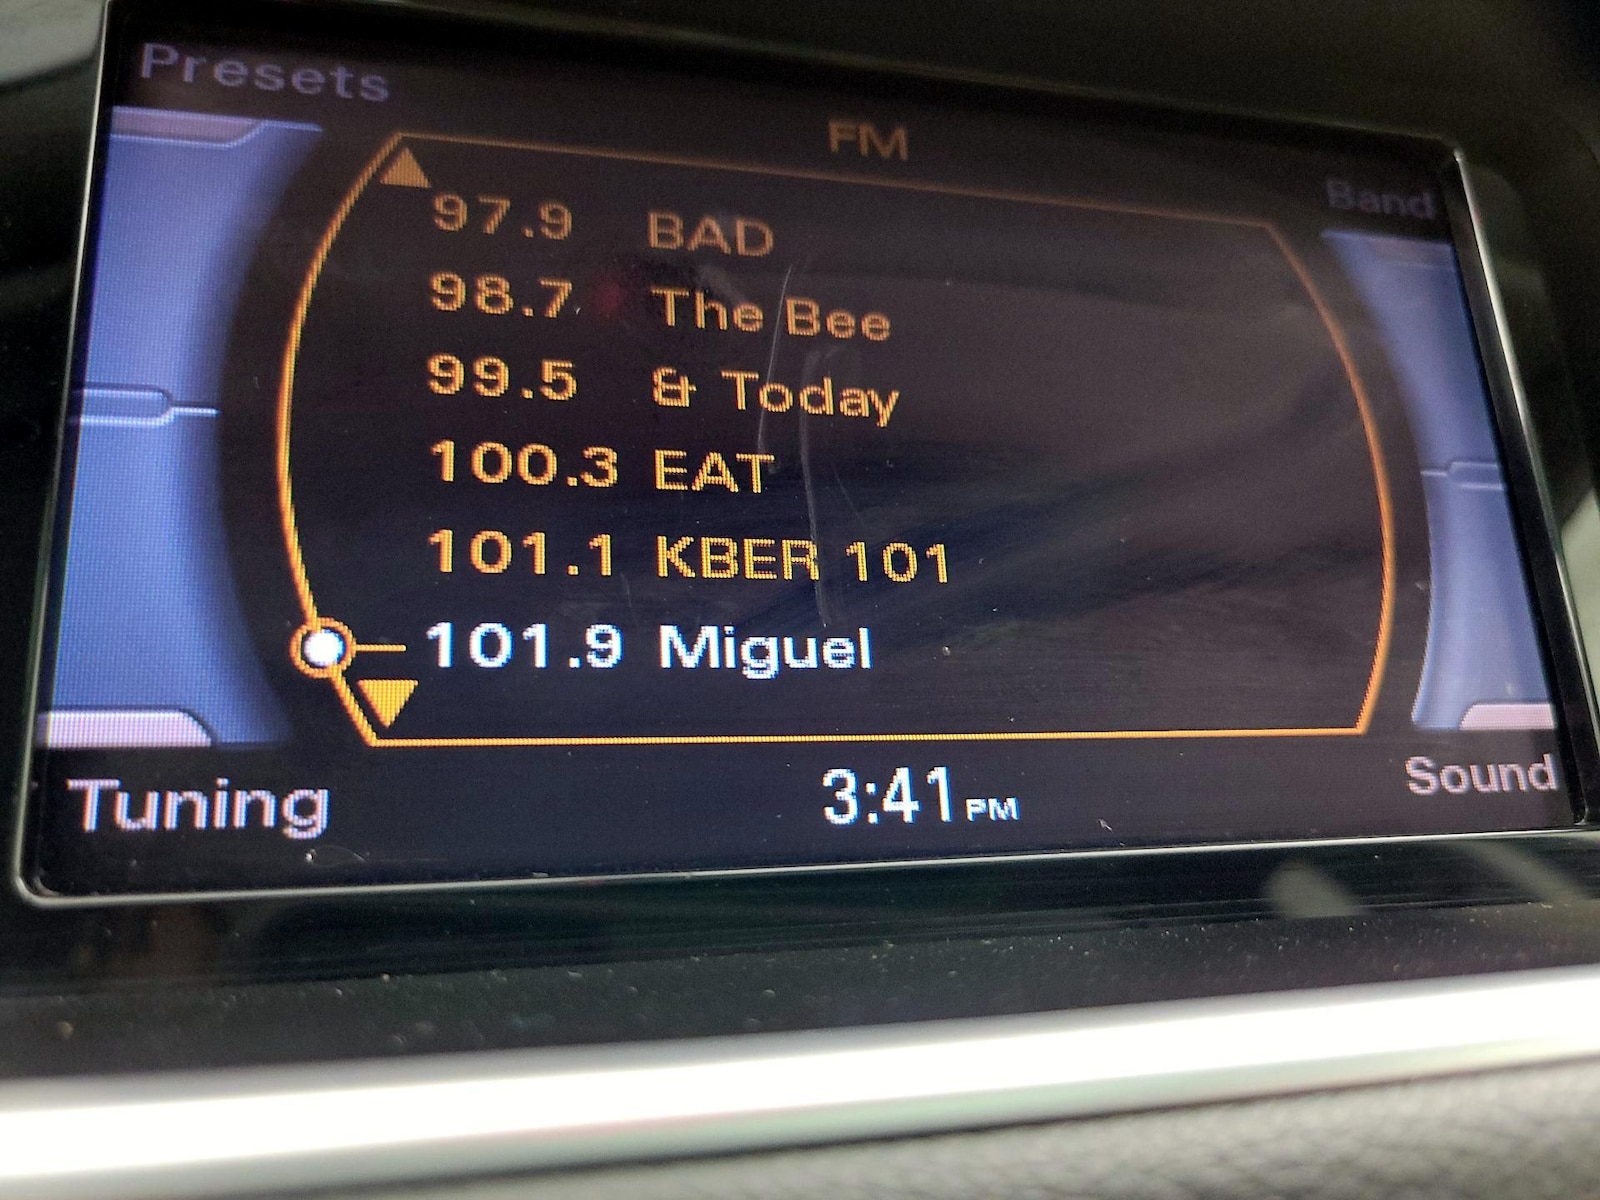 Presets
FM
Band
97.9 BAD
98.7 The Bee
99.5 & Today
100.3 EAT
101.1 KBER 101
101.9 Miguel
Tuning
3:41 PM
Sound